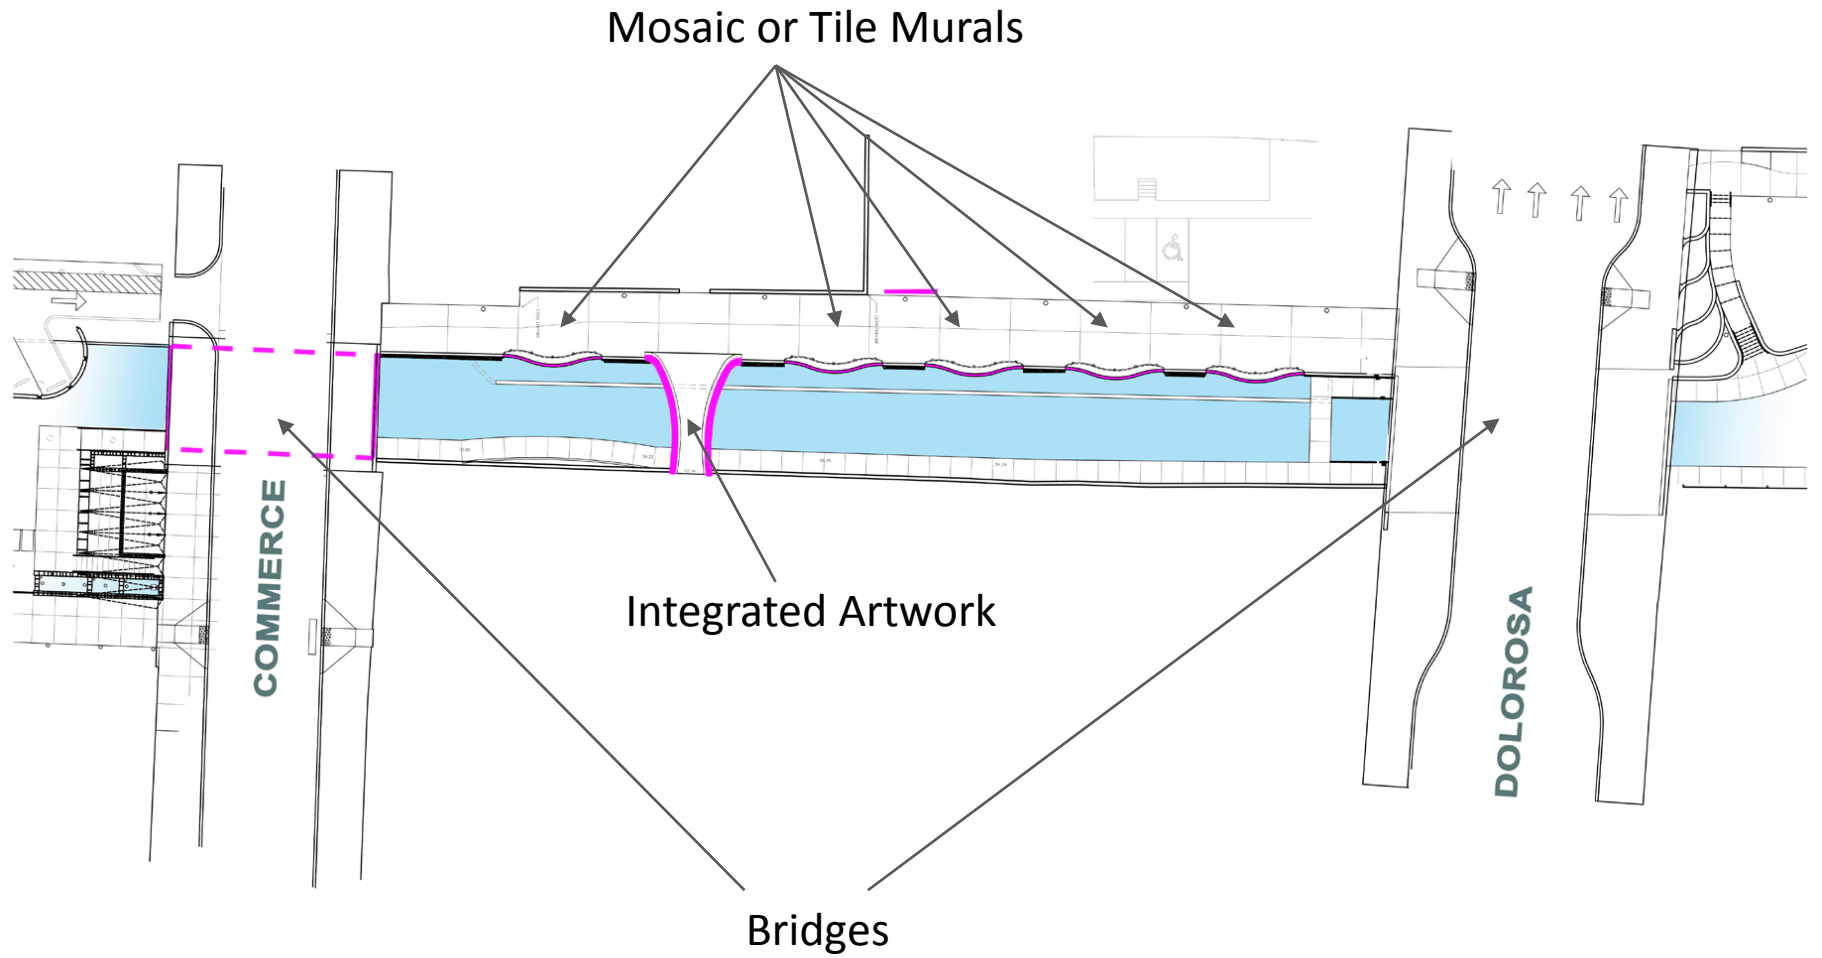 Mosaic or Tile Murals
Integrated Artwork
COMMERCE
DOLOROSA
Bridges